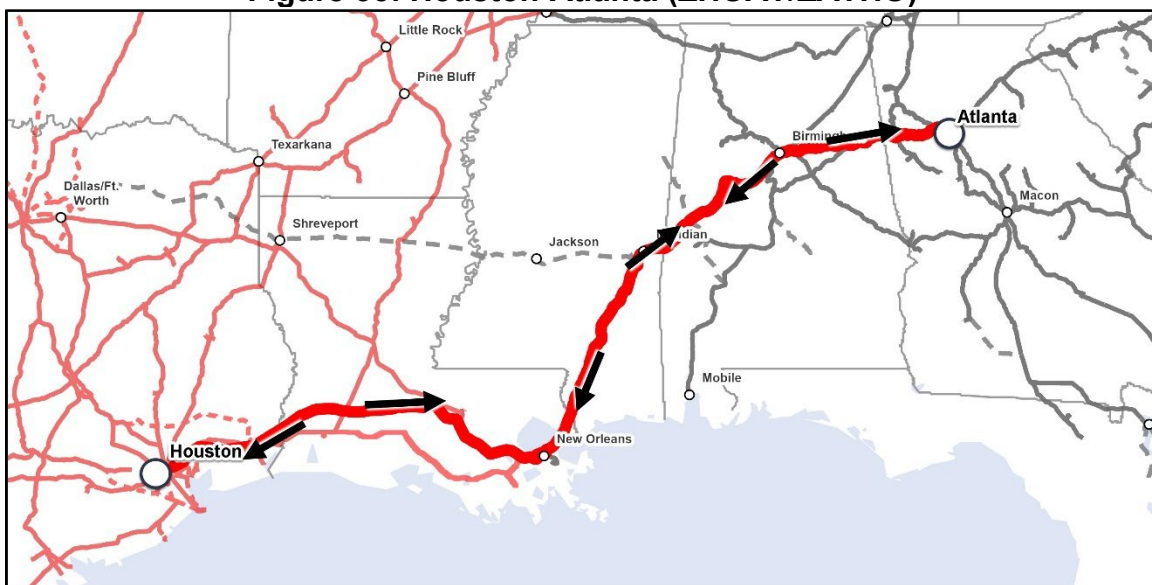 Figure Houston-Atlanta
Little Rock
Pine Bluff
Atlanta
Texarkana
Birmingh
Dallas/Ft.
Worth
Macon
Shreveport
Jackson
idian
Mobile
New Orleans
Houston